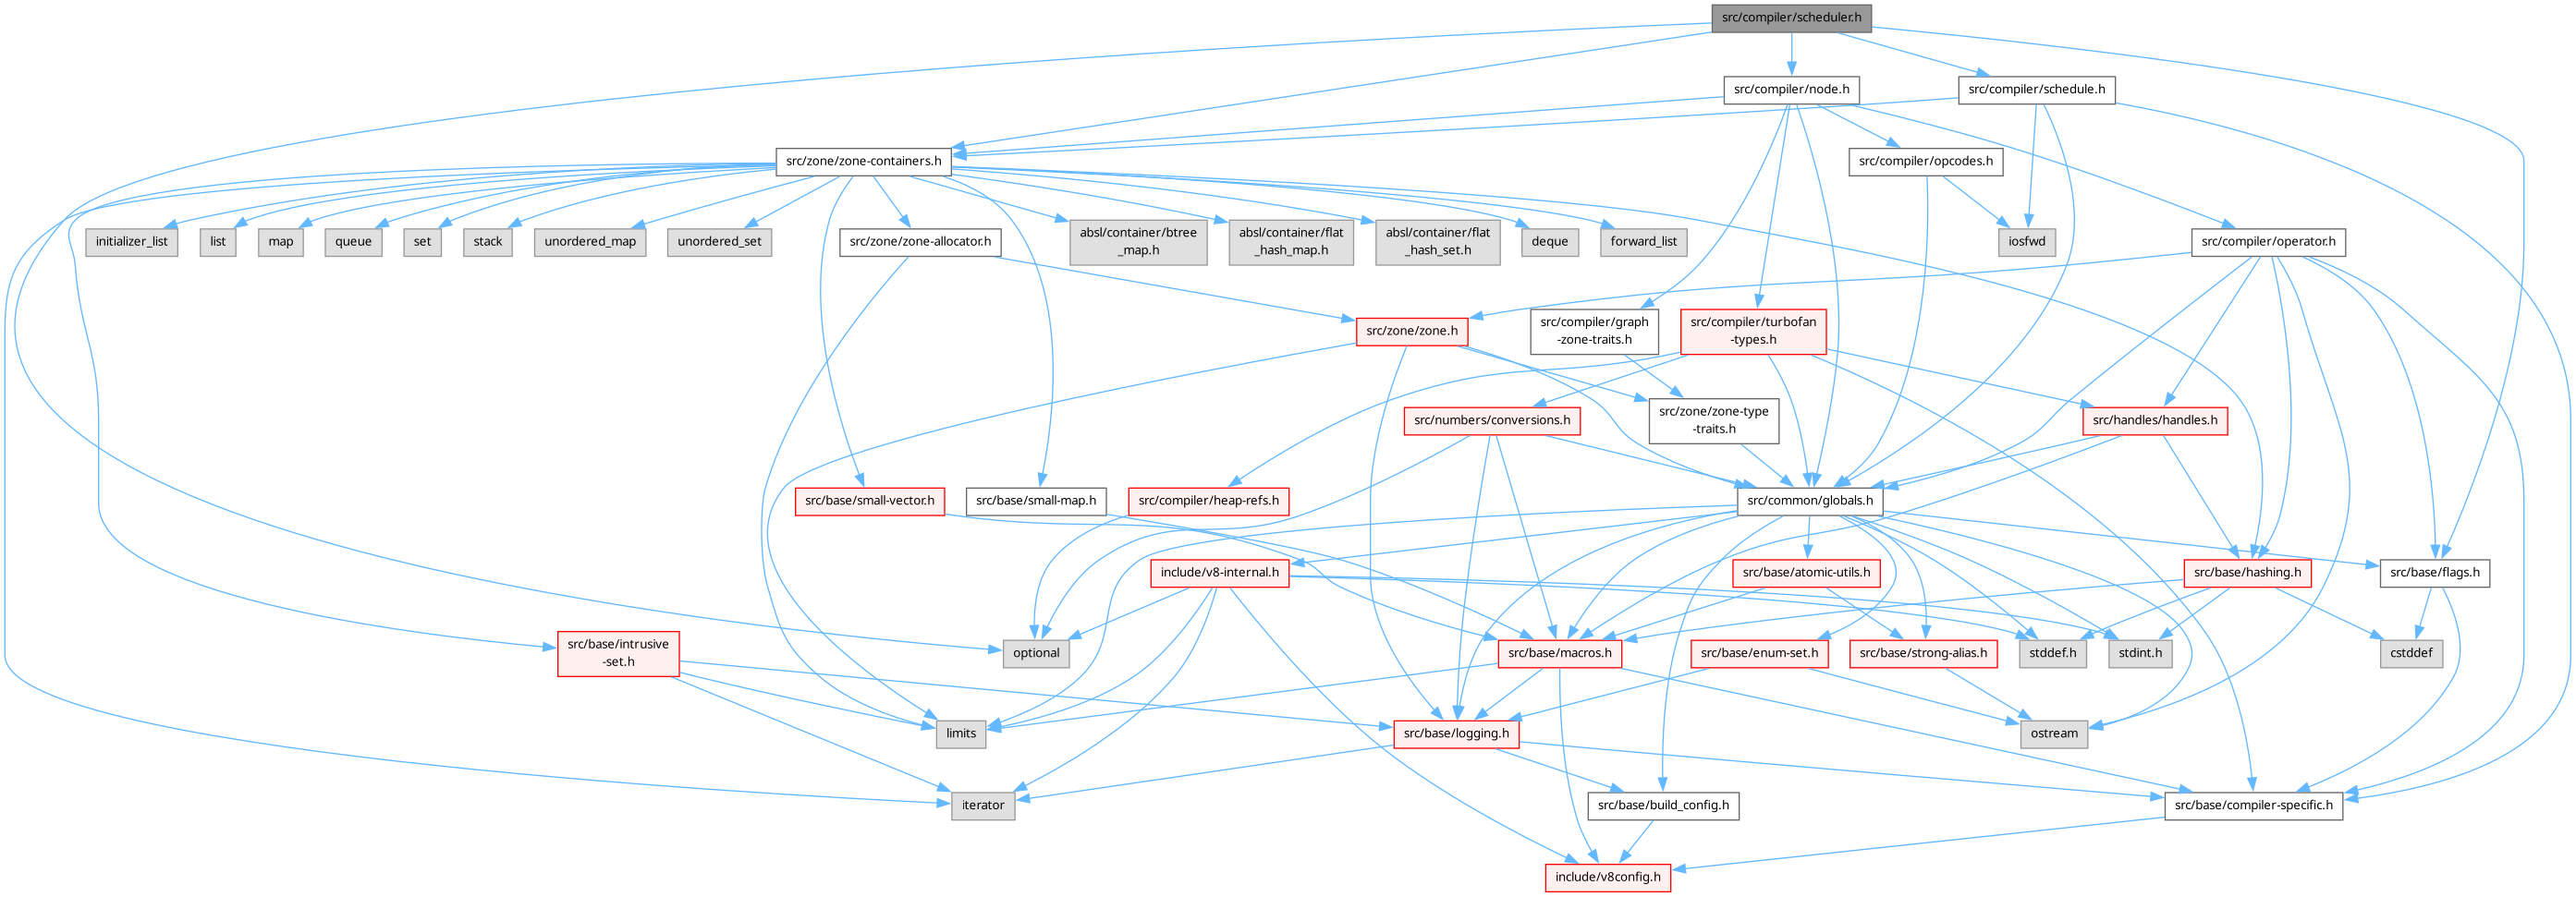 src/compiler/scheduler.h
src/compiler/node.h
src/compiler/schedule.h
src/zone/zone-containers.h
src/compiler/opcodes.h
initializer_list
list
map
queue
set
stack
unordered_map
unordered_set
src/zone/zone-allocator.h
absl/container/btree
_map.h
absl/container/flat
_hash_map.h
absl/container/flat
_hash_set.h
deque
forward_list
iosfwd
src/compiler/operator.h
src/zone/zone.h
src/compiler/graph
-zone-traits.h
src/compiler/turbofan
-types.h
src/numbers/conversions.h
src/zone/zone-type
-traits.h
src/handles/handles.h
src/base/small-vector.h
src/base/small-map.h
src/compiler/heap-refs.h
src/common/globals.h
include/v8-internal.h
src/base/atomic-utils.h
src/base/hashing.h
src/base/flags.h
src/base/intrusive
-set.h
optional
src/base/macros.h
src/base/enum-set.h
src/base/strong-alias.h
stddef.h
stdint.h
cstddef
limits
src/base/logging.h
ostream
iterator
src/base/build_config.h
src/base/compiler-specific.h
include/v8config.h